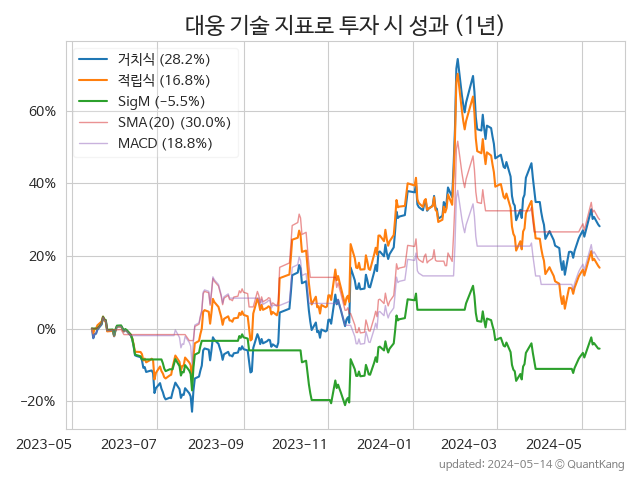 대웅 기술 지표로 투자 시 성과 (1년)
거치식 (28.2%)
적립식 (16.8%)
SigM (−5.5%)
SMA(20) (30.0%)
MACD (18.8%)
60%
40%
20%
0%
−20%
2023-05 2023-07 2023-09 2023-11 2024-01 2024-03 2024-05
updated: 2024-05-14 © QuantKang